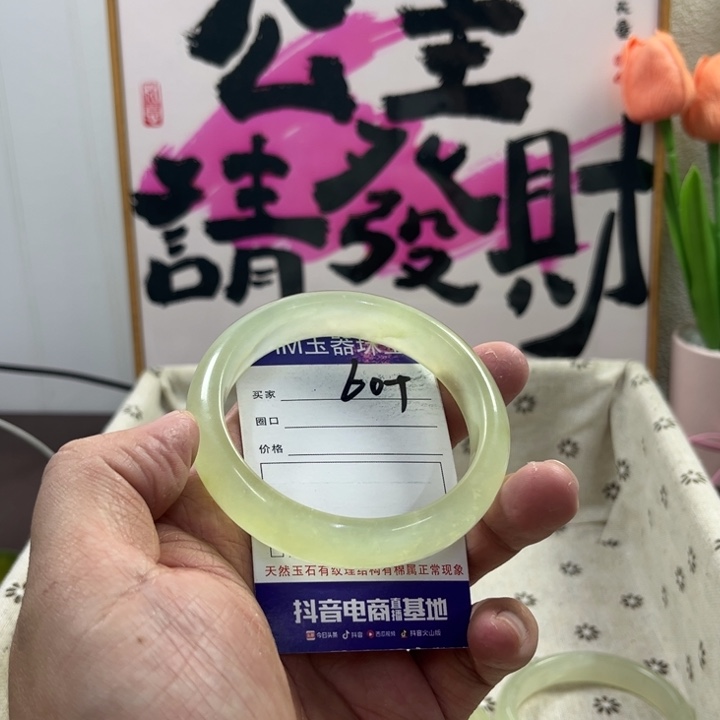 公主
請發財
IM玉器珠宝
买家 60+
圈口
价格
天然玉石有纹理结构有棉属正常现象
抖音电商直播基地
今日头条 抖音 西瓜视频 抖音火山版